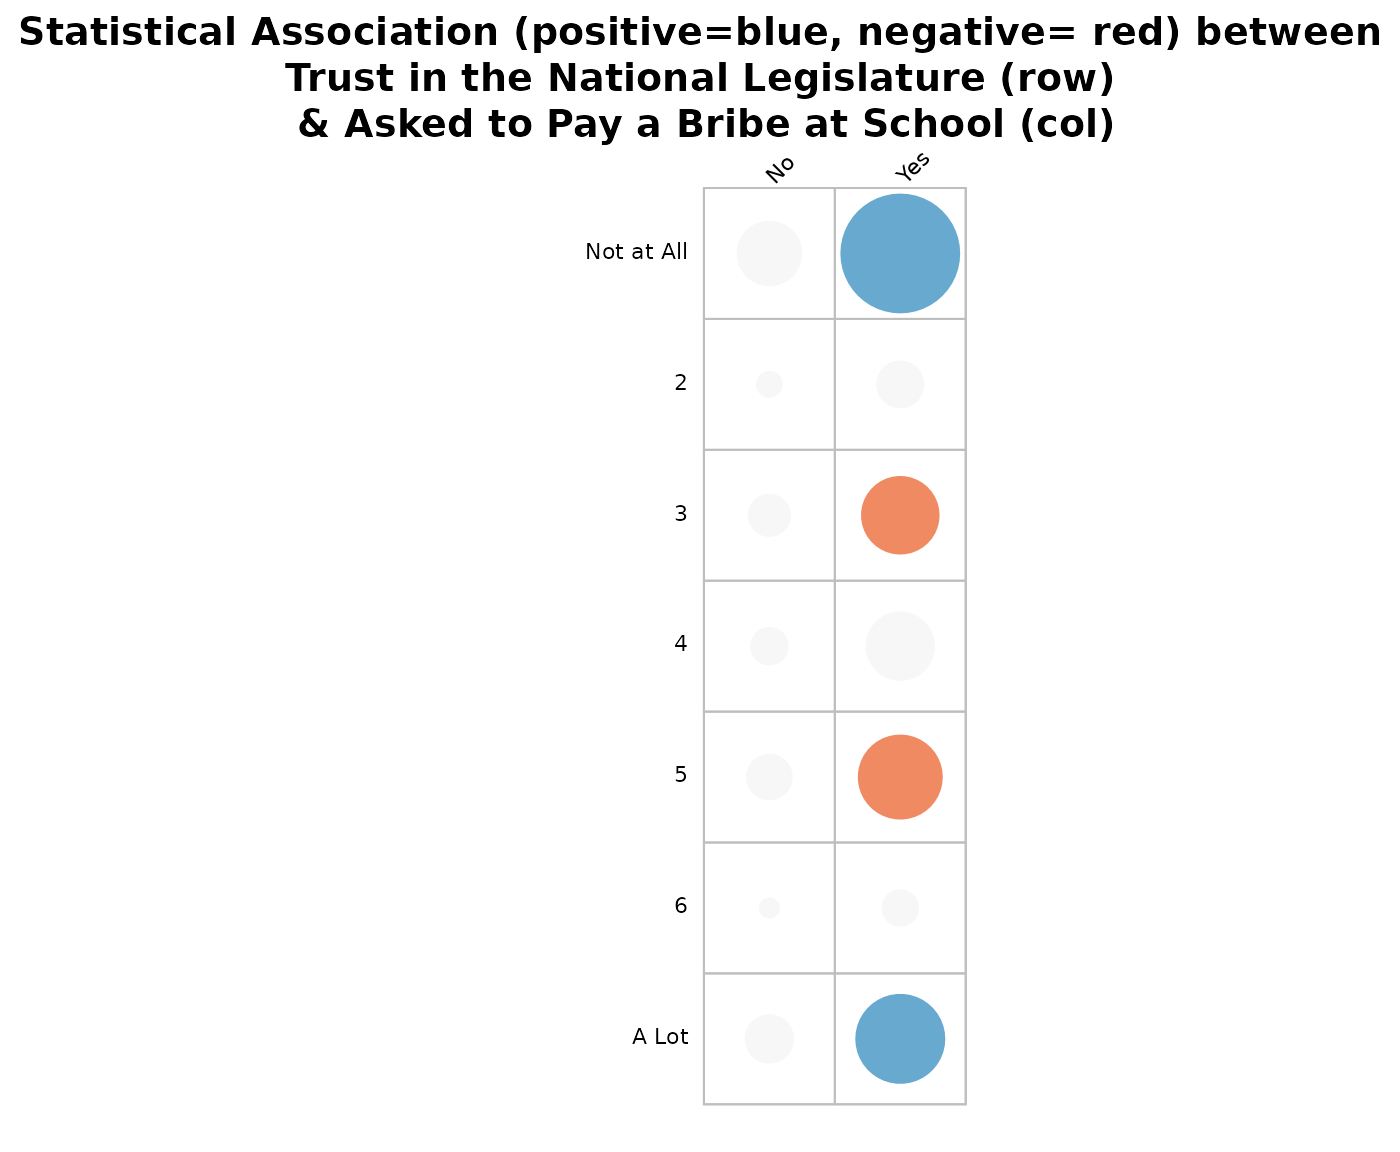 Statistical Association (positive=blue, negative= red) between
Trust in the National Legislature (row)
& Asked to Pay a Bribe at School (col)
No Yes
Not at All
2
3
4
5
6
A Lot